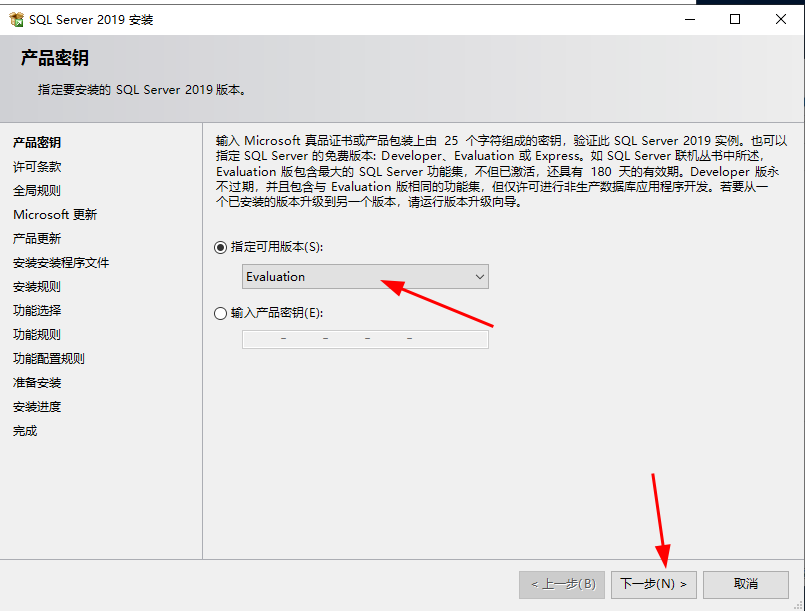 SQL Server 2019 安装
产品密钥
指定要安装的 SQL Server 2019 版本。
产品密钥
许可条款
全局规则
Microsoft 更新
产品更新
安装安装程序文件
安装规则
功能选择
功能规则
功能配置规则
准备安装
安装进度
完成
输入 Microsoft 真品证书或产品包装上由 25 个字符组成的密钥，验证此 SQL Server 2019 实例。也可以
指定 SQL Server 的免费版本: Developer、Evaluation 或 Express。如 SQL Server 联机丛书中所述，
Evaluation 版包含最大的 SQL Server 功能集，不但已激活，还具有 180 天的有效期。Developer 版永
不过期，并且包含与 Evaluation 版相同的功能集，但仅许可进行非生产数据库应用程序开发。若要从一
个已安装的版本升级到另一个版本，请运行版本升级向导。
指定可用版本(S):
Evaluation
输入产品密钥(E):
- - - -
< 上一步(B)
下一步(N) >
取消